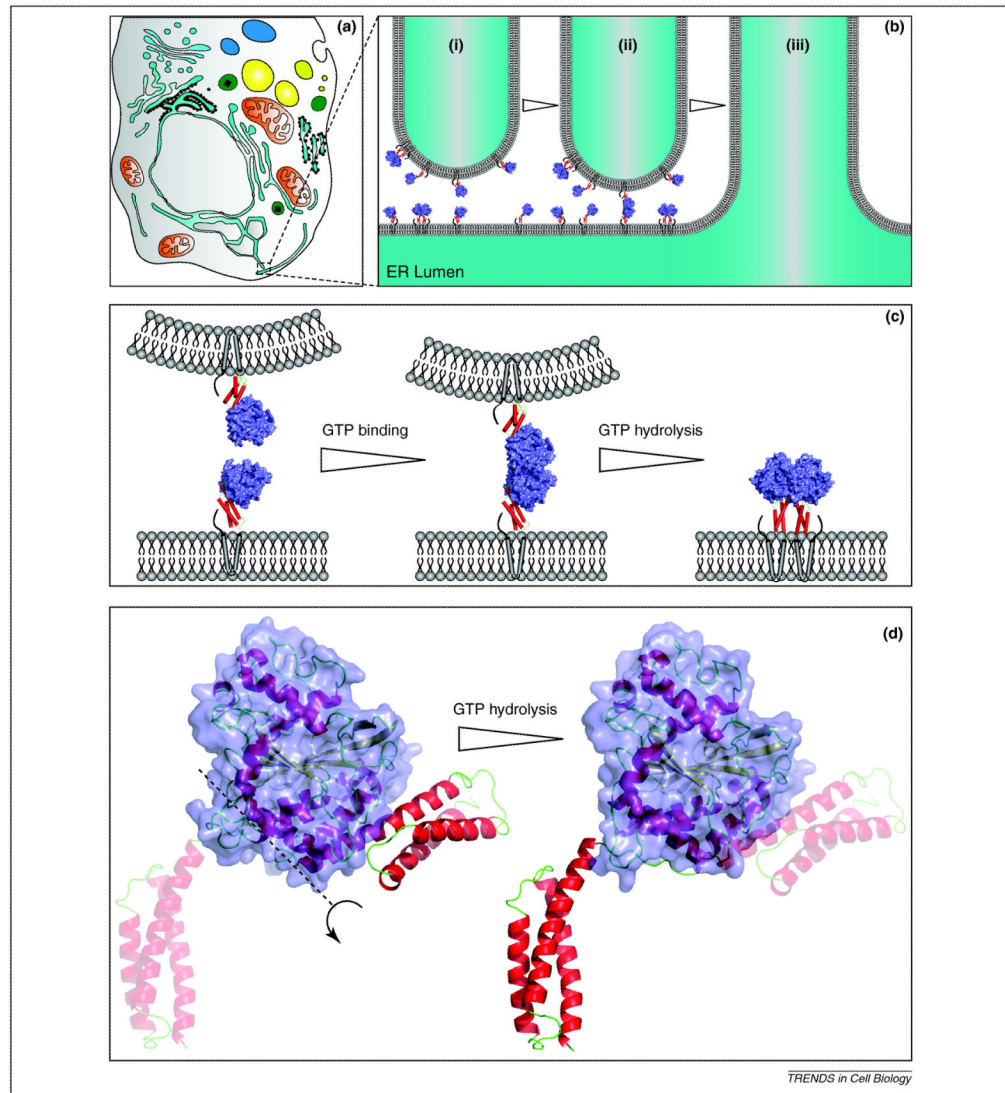 (a)
(i)
(ii)
(iii)
(b)
ER Lumen
(c)
GTP binding
GTP hydrolysis
(d)
GTP hydrolysis
TRENDS in Cell Biology